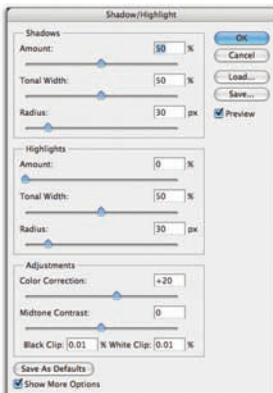 Shadow/Highlight
Shadows
Amount: 50 %
Tonal Width: 50 %
Radius: 30 px
Highlights
Amount: 0 %
Tonal Width: 50 %
Radius: 30 px
Adjustments
Color Correction: +20
Midtone Contrast: 0
Black Clip: 0.01 % White Clip: 0.01 %
Save As Defaults
Show More Options
OK
Cancel
Load...
Save...
Preview